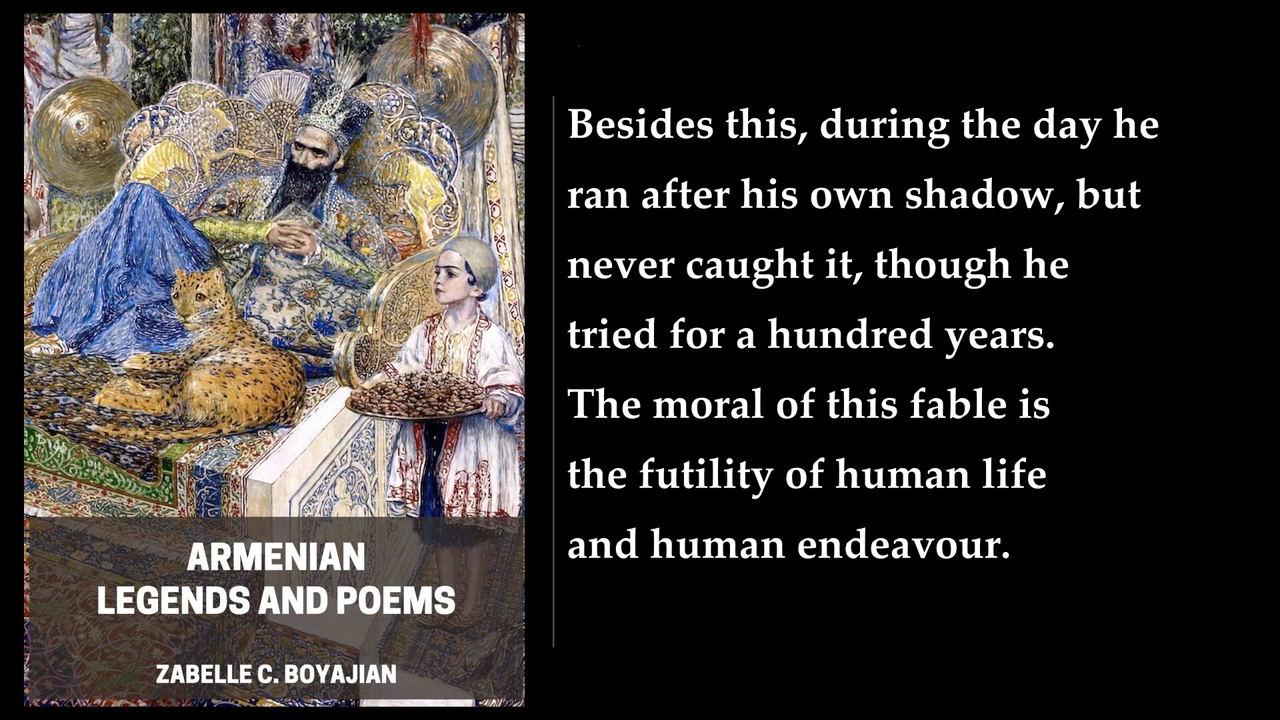 Besides this, during the day he
ran after his own shadow, but
never caught it, though he
tried for a hundred years.
The moral of this fable is
the futility of human life
and human endeavour.
ARMENIAN
LEGENDS AND POEMS
ZABELLE C. BOYAJIAN